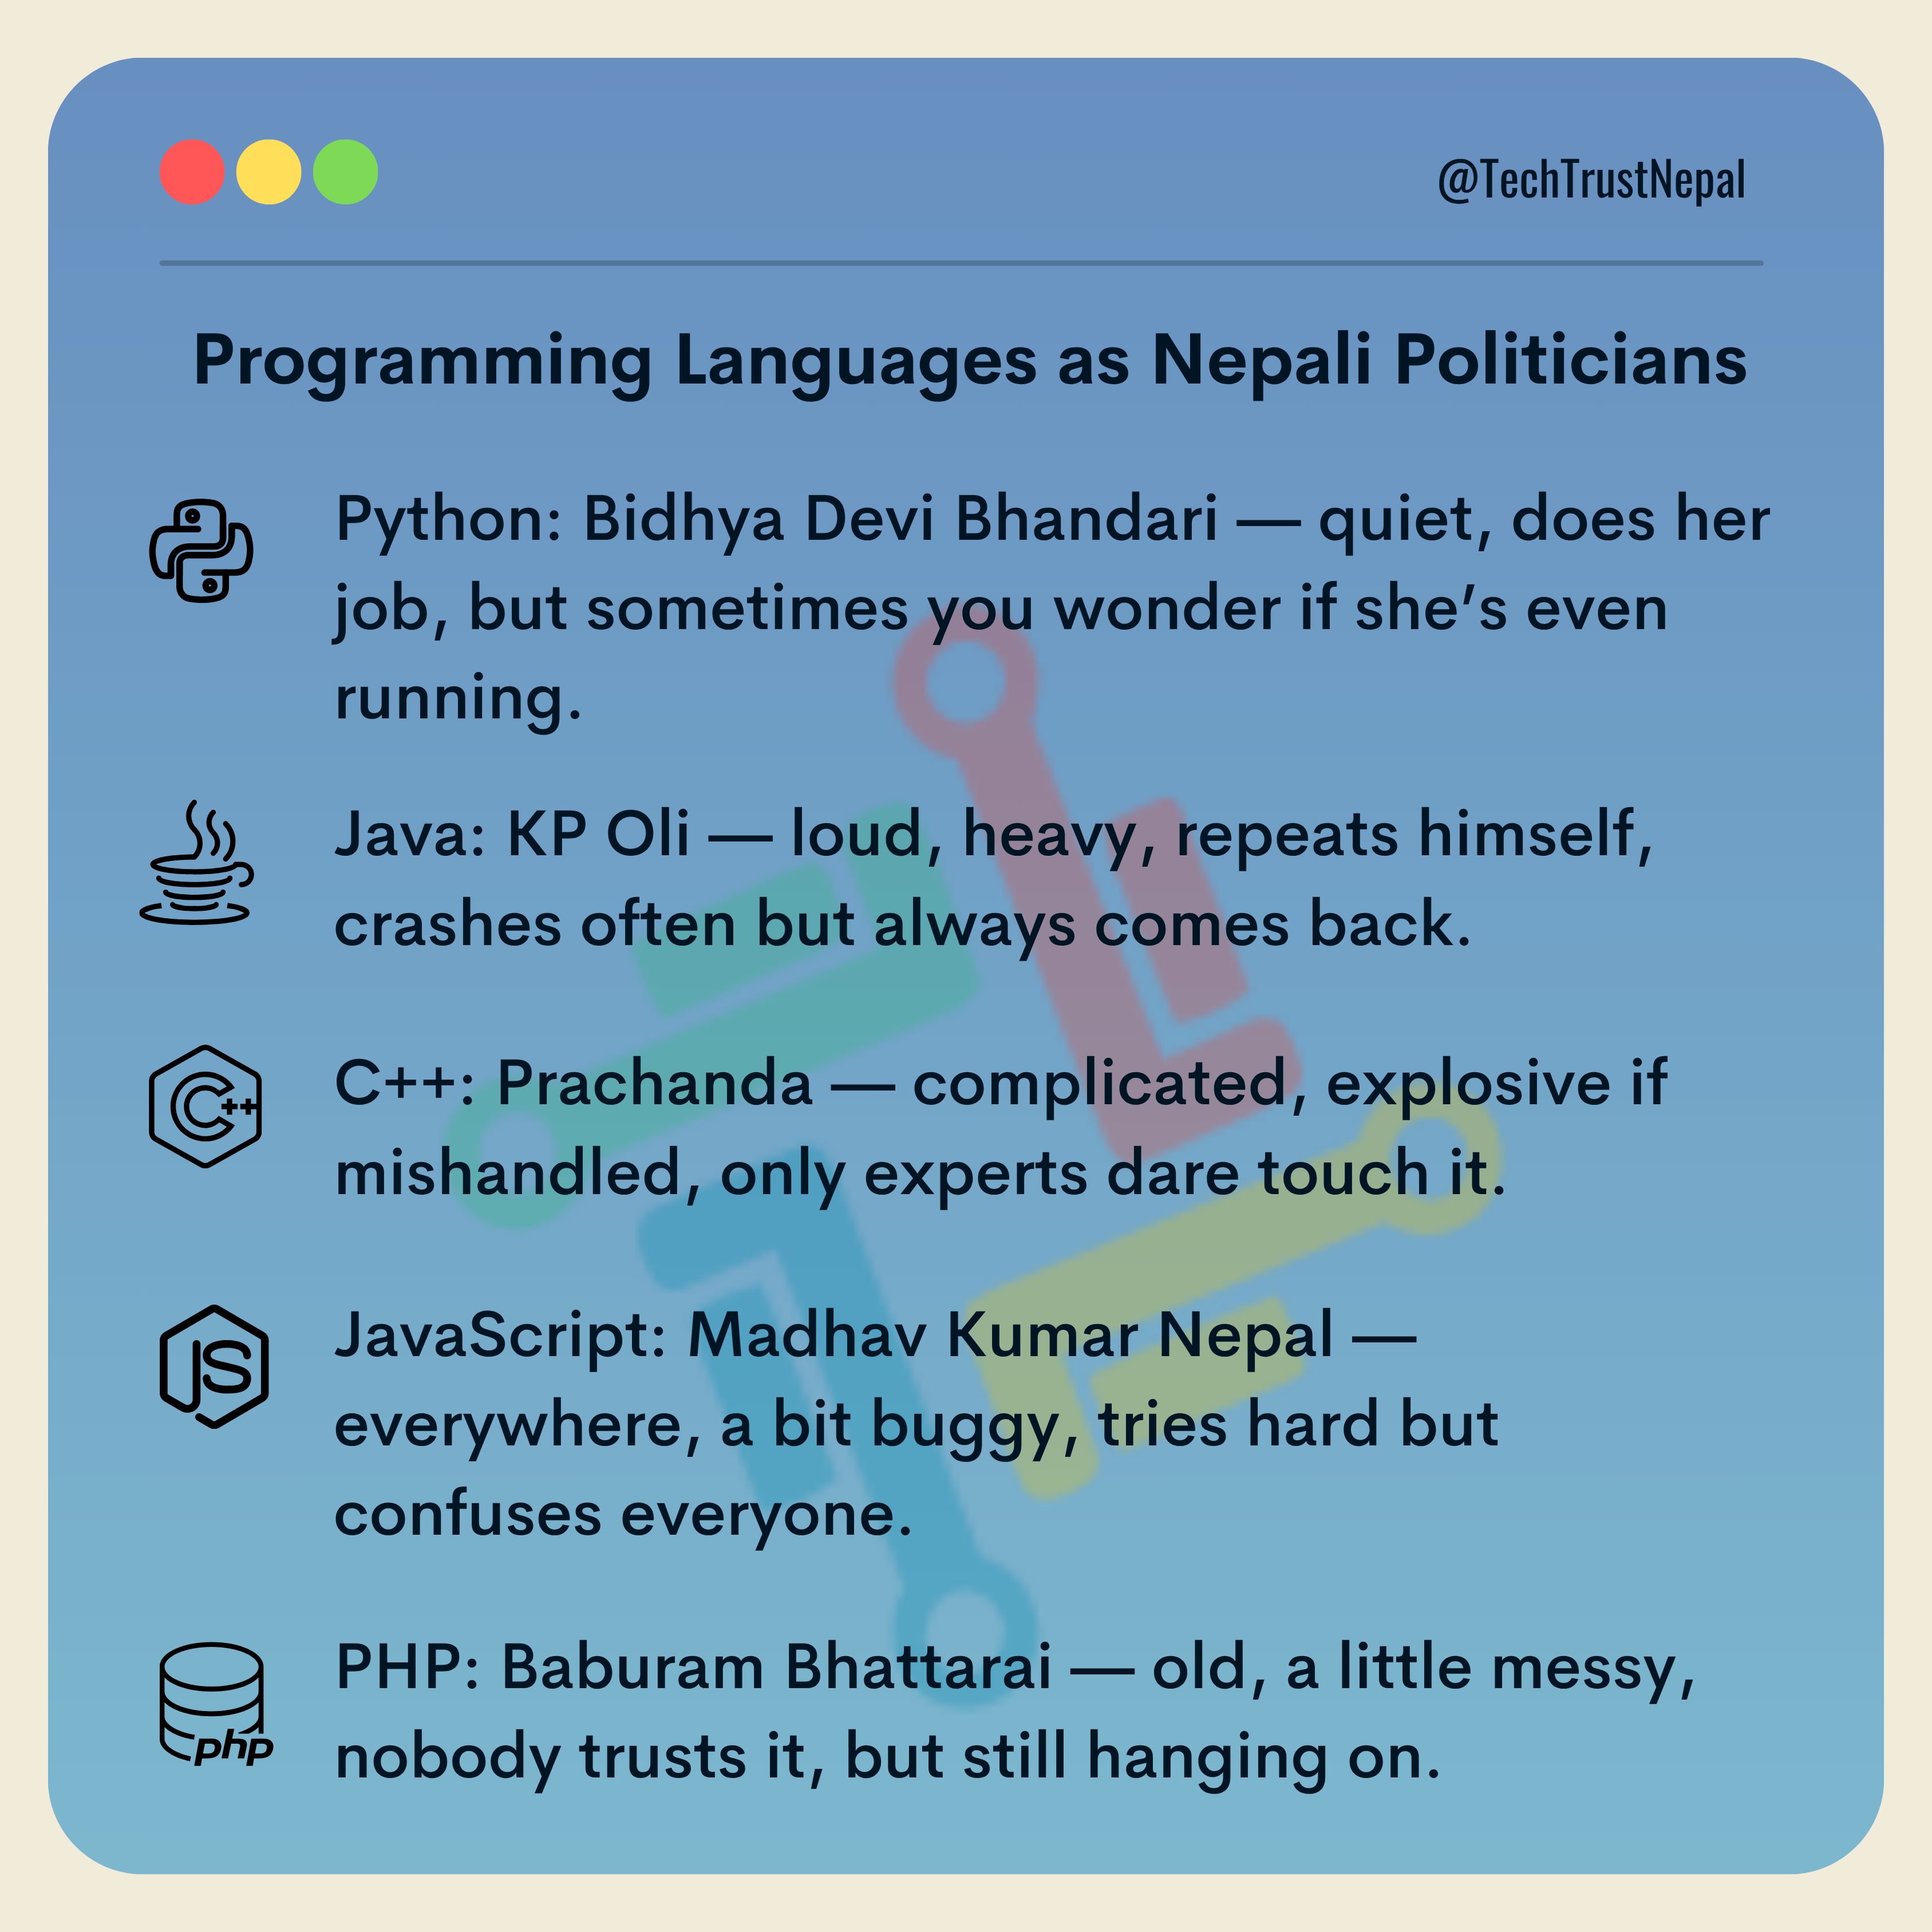 @TechTrustNepal
Programming Languages as Nepali Politicians
Python: Bidhya Devi Bhandari — quiet, does her
job, but sometimes you wonder if she’s even
running.
Java: KP Oli — loud, heavy, repeats himself,
crashes often but always comes back.
C++: Prachanda — complicated, explosive if
mishandled, only experts dare touch it.
JavaScript: Madhav Kumar Nepal —
everywhere, a bit buggy, tries hard but
confuses everyone.
PHP: Baburam Bhattarai — old, a little messy,
nobody trusts it, but still hanging on.
C++
JS
php